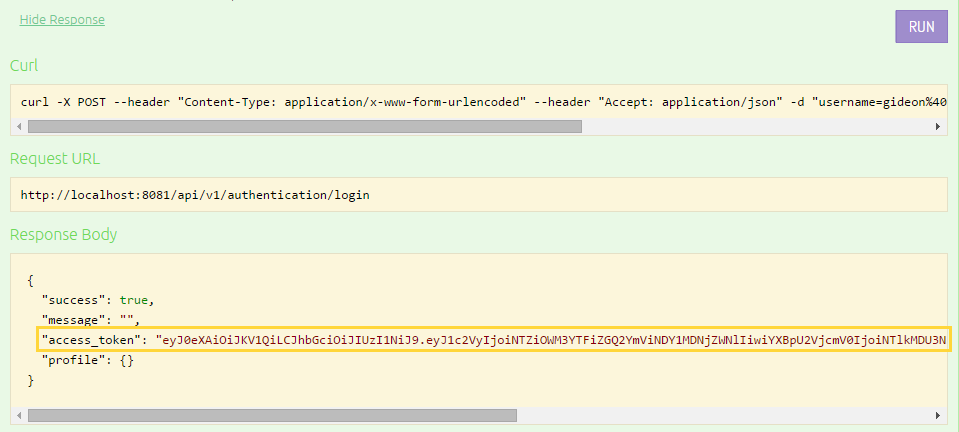 Hide Response
RUN
Curl
curl -X POST --header "Content-Type: application/x-www-form-urlencoded" --header "Accept: application/json" -d "username=gideon%40
Request URL
http://localhost:8081/api/v1/authentication/login
Response Body
{
"success": true,
"message": "",
"access_token": "eyJ0eXAiOiJKV1QiLCJhbGciOiJIUzI1NiJ9.eyJ1c2VyIjoiNTZiOWM3YTFiZGQ2YmViNDY1MDNjZWNlIiwiYXBpU2VjcmV0IjoiNTlkMDU3N
"profile": {}
}